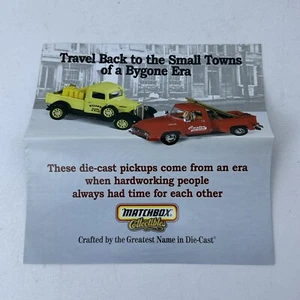 Travel Back to the Small Towns
of a Bygone Era
These die-cast pickups come from an era
when hardworking people
always had time for each other
MATCHBOX
Collectibles
Crafted by the Greatest Name in Die-Cast®